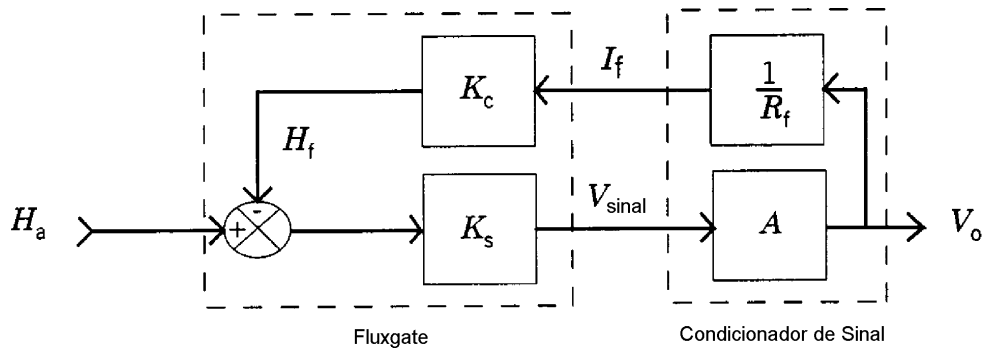 K_c
I_f
1
R_f
H_f
-
H_a
+
K_s
V_sinal
A
V_o
Fluxgate
Condicionador de Sinal